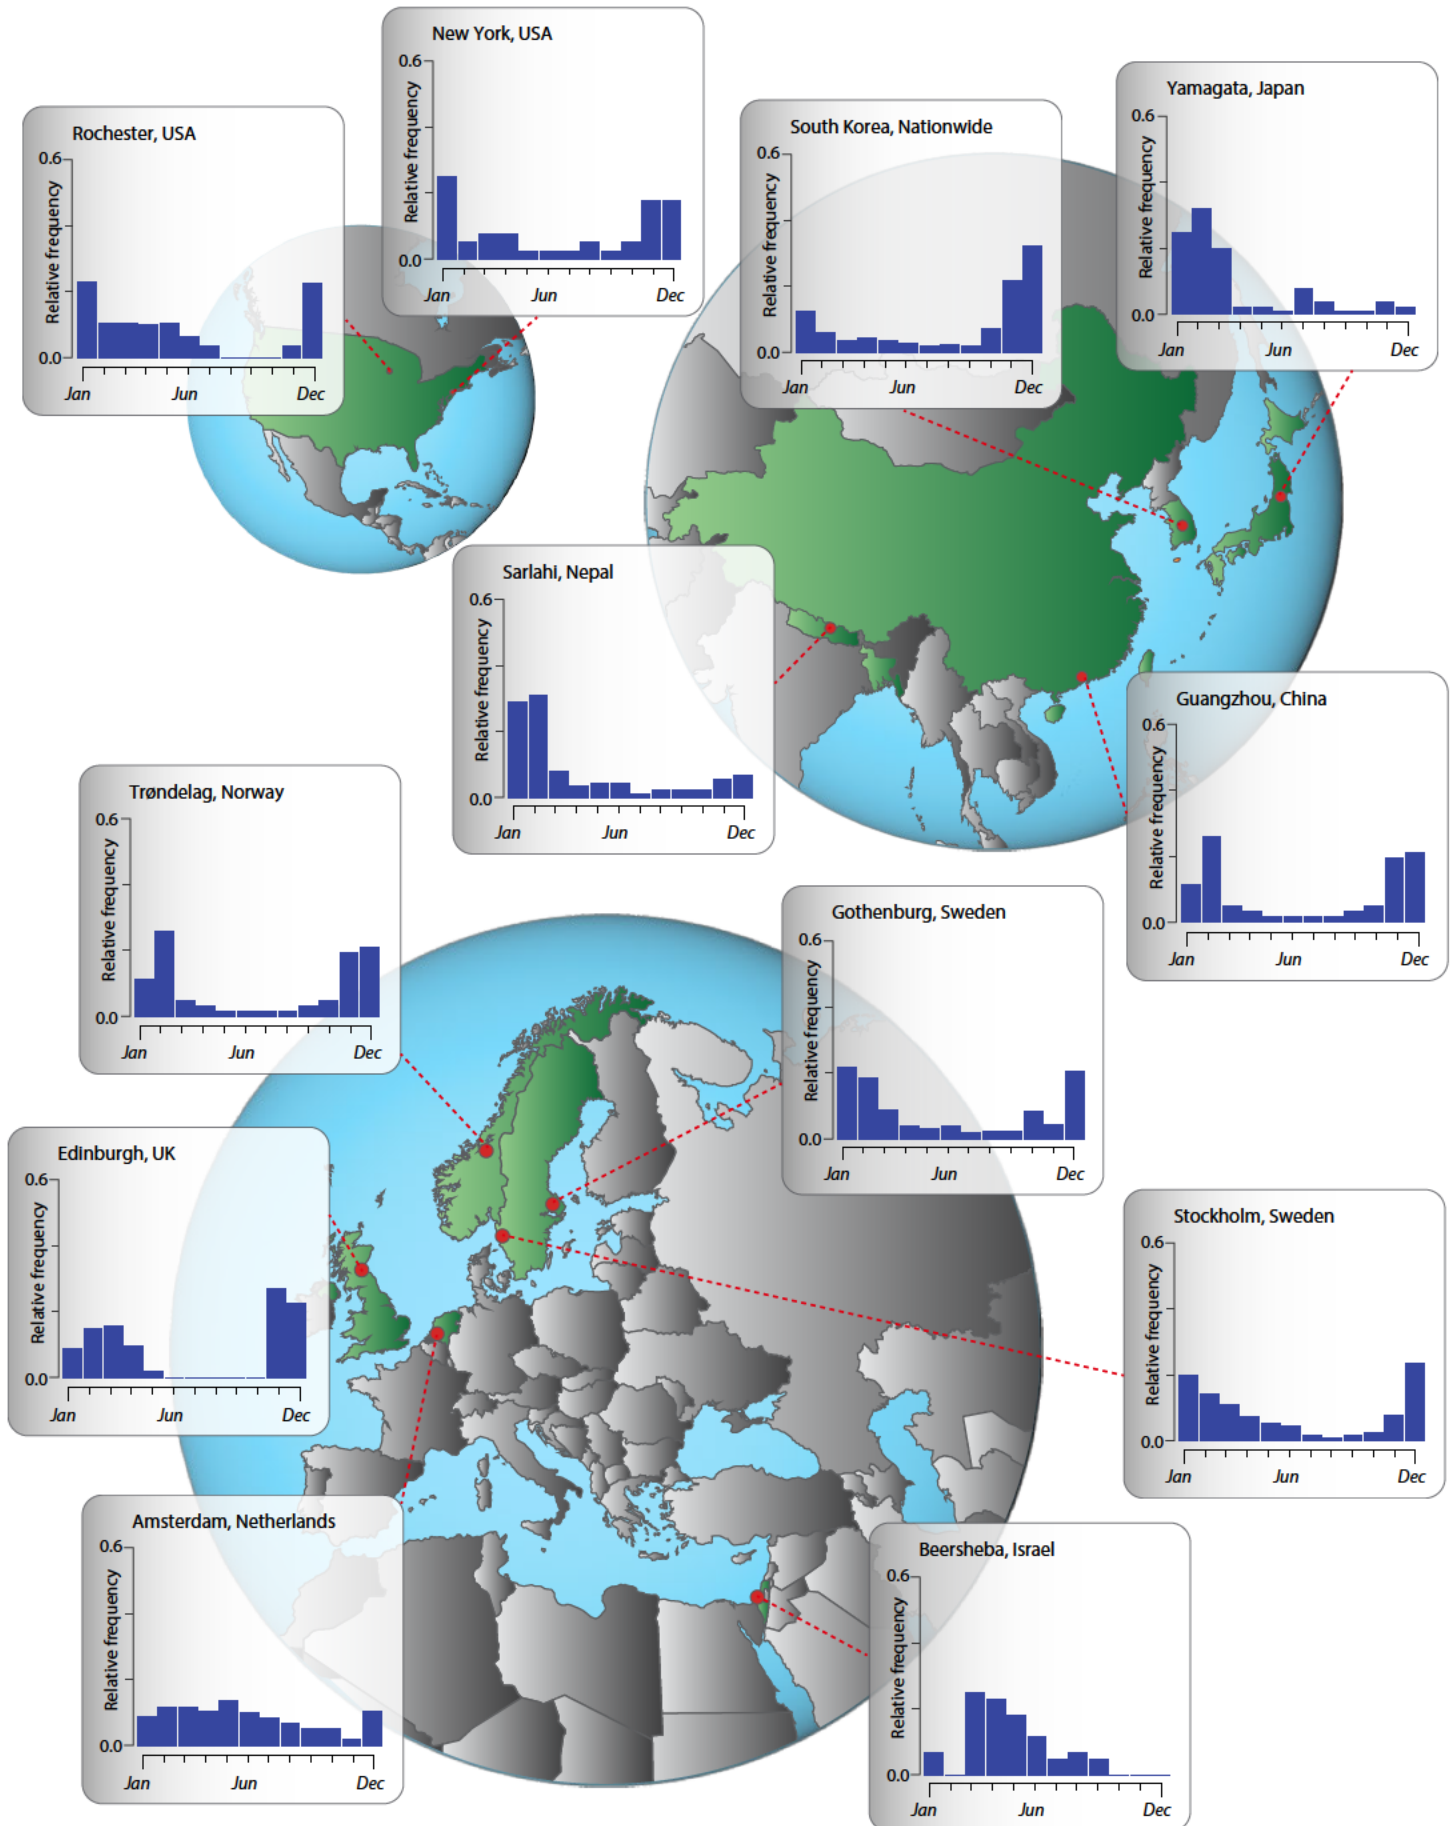 New York, USA
0.6
Relative frequency
0.0
Jan Jun Dec
Rochester, USA
0.6
Relative frequency
0.0
Jan Jun Dec
South Korea, Nationwide
0.6
Relative frequency
0.0
Jan Jun Dec
Yamagata, Japan
0.6
Relative frequency
0.0
Jan Jun Dec
Sarlahi, Nepal
0.6
Relative frequency
0.0
Jan Jun Dec
Guangzhou, China
0.6
Relative frequency
0.0
Jan Jun Dec
Trøndelag, Norway
0.6
Relative frequency
0.0
Jan Jun Dec
Gothenburg, Sweden
0.6
Relative frequency
0.0
Jan Jun Dec
Edinburgh, UK
0.6
Relative frequency
0.0
Jan Jun Dec
Stockholm, Sweden
0.6
Relative frequency
0.0
Jan Jun Dec
Amsterdam, Netherlands
0.6
Relative frequency
0.0
Jan Jun Dec
Beersheba, Israel
0.6
Relative frequency
0.0
Jan Jun Dec